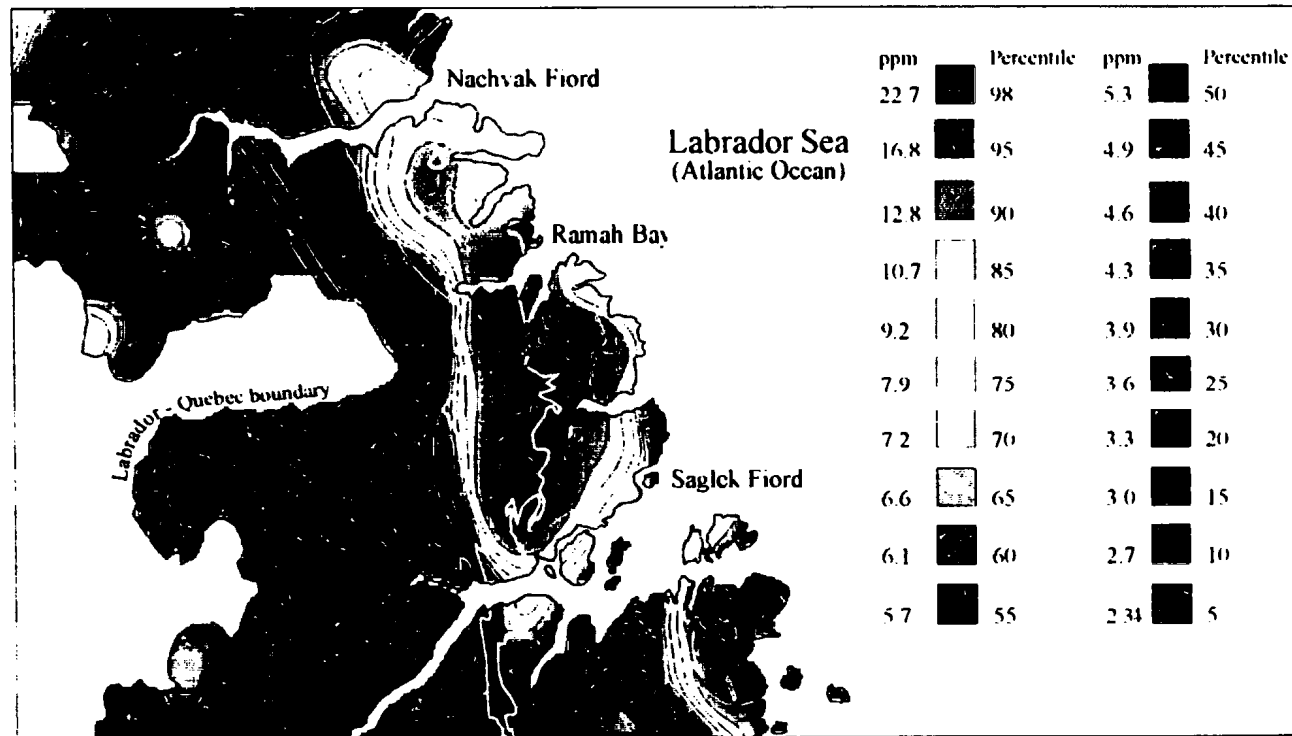 Nachvak Fiord
Labrador Sea
(Atlantic Ocean)
Ramah Bay
Labrador - Quebec boundary
Saglek Fiord
ppm Percentile ppm Percentile
22.7 98 5.3 50
16.8 95 4.9 45
12.8 90 4.6 40
10.7 85 4.3 35
9.2 80 3.9 30
7.9 75 3.6 25
7.2 70 3.3 20
6.6 65 3.0 15
6.1 60 2.7 10
5.7 55 2.34 5